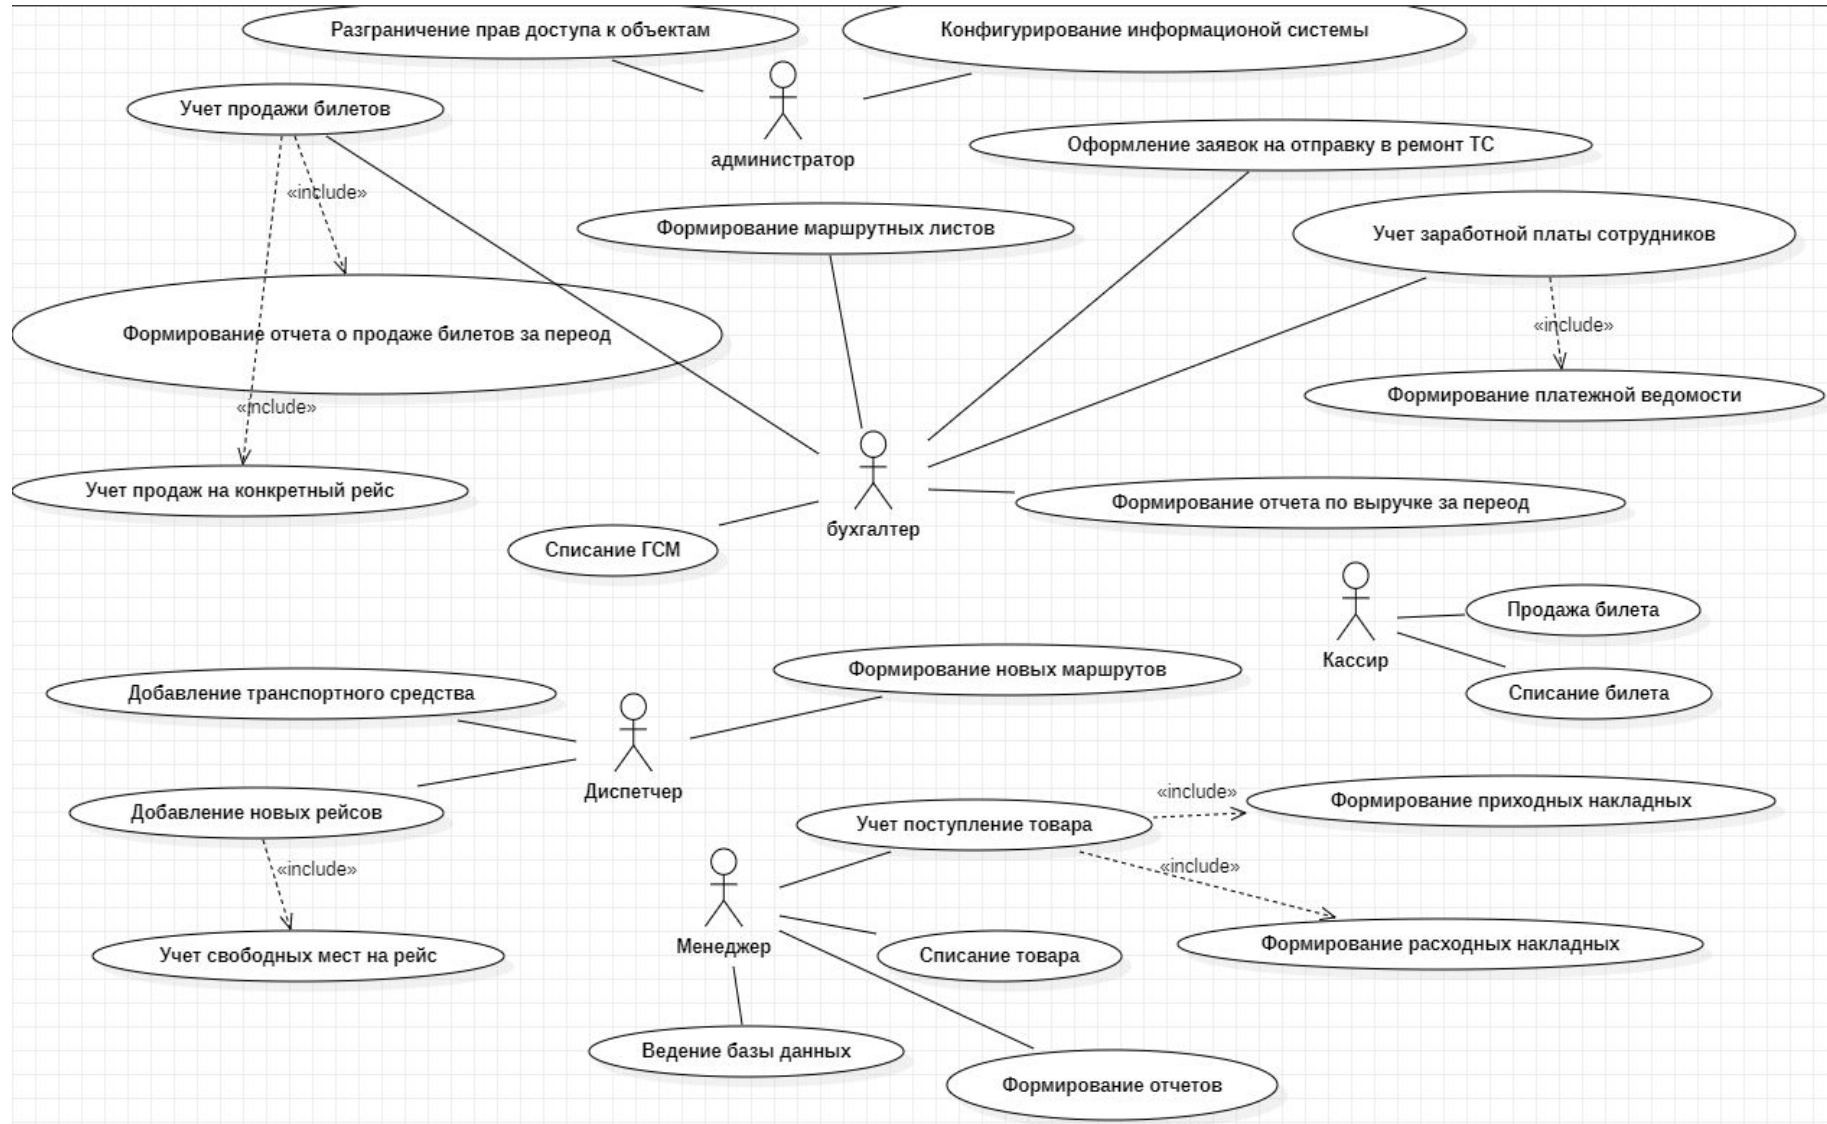 Разграничение прав доступа к объектам
Конфигурирование информационой системы
Учет продажи билетов
администратор
Оформление заявок на отправку в ремонт ТС
«include»
Формирование маршрутных листов
Учет заработной платы сотрудников
«include»
Формирование отчета о продаже билетов за переод
Формирование платежной ведомости
«include»
Учет продаж на конкретный рейс
Формирование отчета по выручке за переод
бухгалтер
Списание ГСМ
Продажа билета
Кассир
Формирование новых маршрутов
Добавление транспортного средства
Списание билета
Диспетчер
«include»
Формирование приходных накладных
Добавление новых рейсов
Учет поступление товара
«include»
«include»
Менеджер
Формирование расходных накладных
Учет свободных мест на рейс
Списание товара
Ведение базы данных
Формирование отчетов